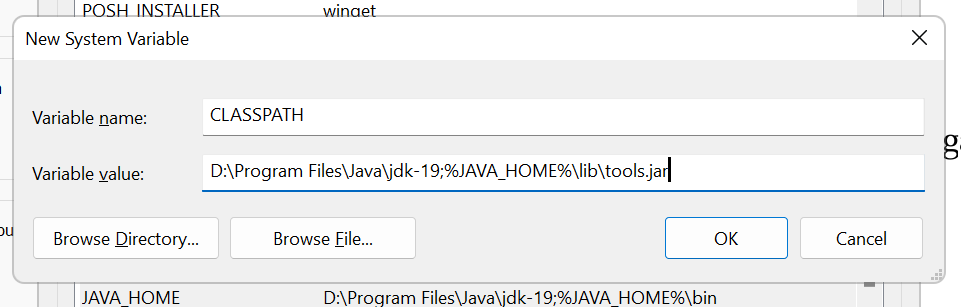 POSH_INSTALLER winget
New System Variable
Variable name: CLASSPATH
Variable value: D:\Program Files\Java\jdk-19;%JAVA_HOME%\lib\tools.jar
Browse Directory... Browse File... OK Cancel
JAVA_HOME D:\Program Files\Java\jdk-19;%JAVA_HOME%\bin